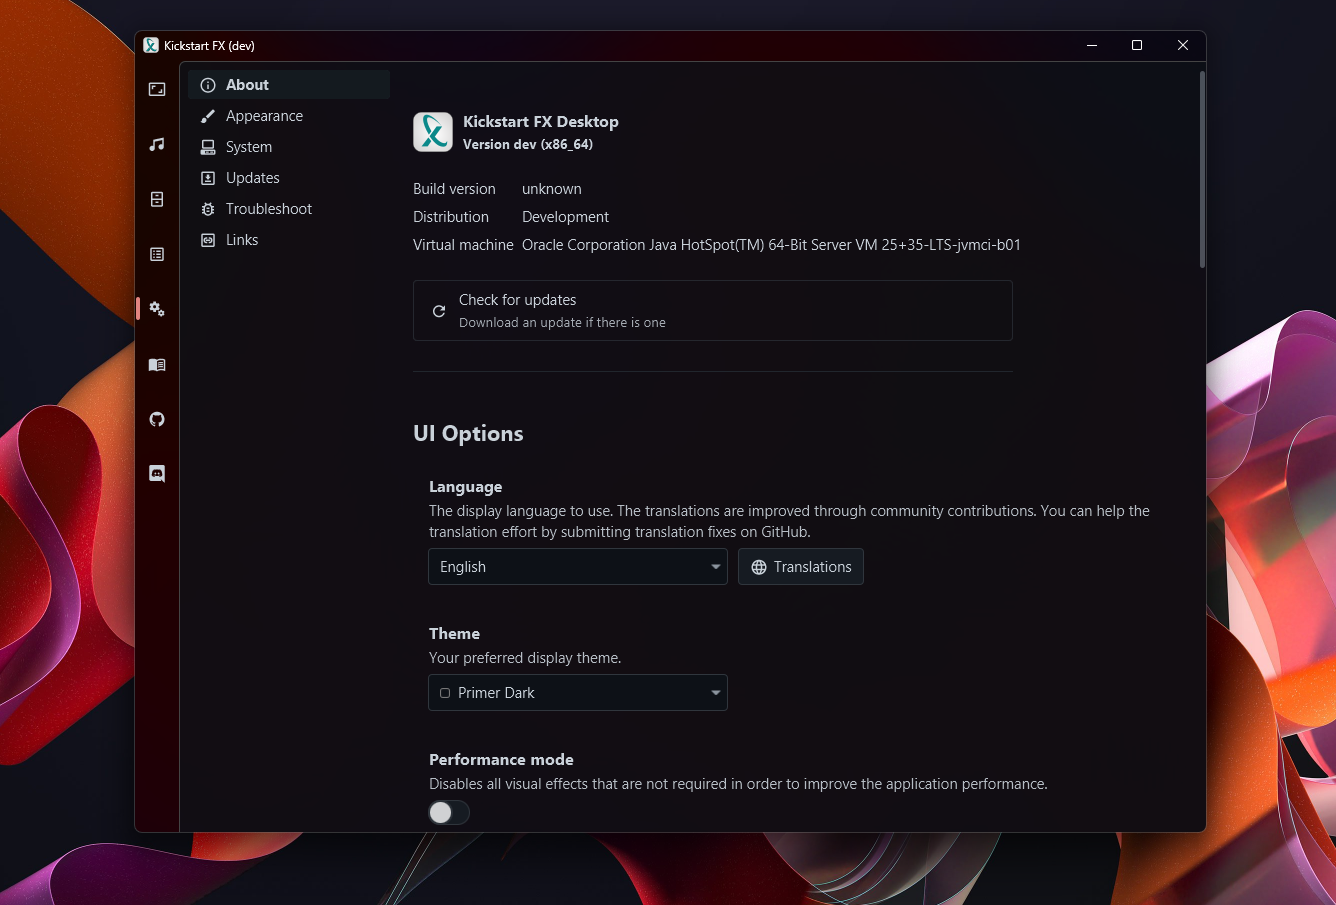 Kickstart FX (dev)
About
Appearance
System
Updates
Troubleshoot
Links
Kickstart FX Desktop
Version dev (x86_64)
Build version unknown
Distribution Development
Virtual machine Oracle Corporation Java HotSpot(TM) 64-Bit Server VM 25+35-LTS-jvmci-b01
Check for updates
Download an update if there is one
UI Options
Language
The display language to use. The translations are improved through community contributions. You can help the
translation effort by submitting translation fixes on GitHub.
English Translations
Theme
Your preferred display theme.
Primer Dark
Performance mode
Disables all visual effects that are not required in order to improve the application performance.